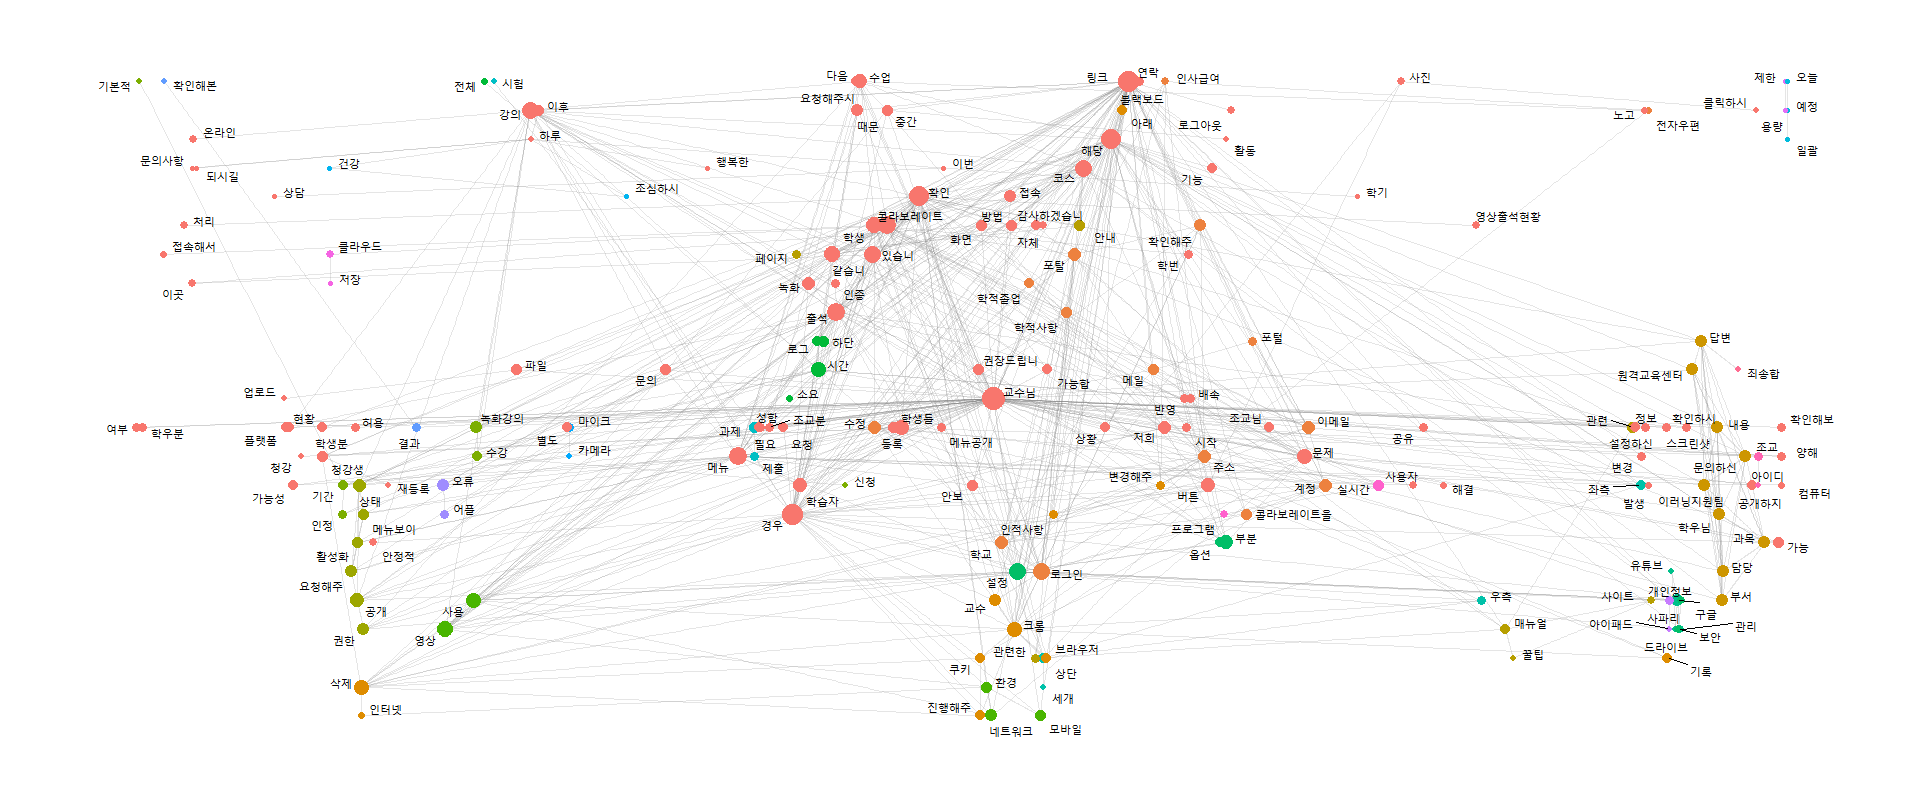 기본적
확인해본
전체
시험
다음
수업
링크
연락
인사급여
사진
제한
오늘
강의
이후
요청해주시
때문
중간
블랙보드
아래
로그아웃
클릭하시
노고
전자우편
예정
용량
온라인
하루
해당
활동
일괄
문의사항
되시길
건강
행복한
이번
코스
기능
상담
조심하시
확인
접속
학기
처리
콜라보레이트
학생
방법
감사하겠습니
화면
자체
안내
확인해주
영상출석현황
접속해서
클라우드
페이지
같습니
있습니
포탈
학번
이곳
저장
녹화
인증
학적졸업
출석
학적사항
로그
하단
포털
답변
파일
문의
시간
권장드립니
가능합
메일
원격교육센터
죄송합
업로드
소요
교수님
반영
배속
여부
학우분
현황
플랫폼
학생분
허용
결과
녹화강의
별도
마이크
과제
성함
필요
조교분
요청
수정
학생들
등록
메뉴공개
상황
저희
시작
조교님
이메일
공유
관련
정보
설정하신
확인하시
스크린샷
내용
확인해보
청강
청강생
수강
카메라
메뉴
제출
주소
문제
변경
문의하신
조교
양해
가능성
기간
상태
재등록
오류
학습자
신청
안보
변경해주
버튼
계정
실시간
사용자
해결
좌측
발생
이러닝지원팀
아이디
공개하지
컴퓨터
인정
메뉴보이
어플
경우
인적사항
프로그램
콜라보레이트을
학우님
활성화
안정적
학교
옵션
부분
과목
가능
요청해주
설정
로그인
유튜브
담당
공개
사용
교수
우측
사이트
개인정보
구글
부서
권한
영상
크롬
매뉴얼
아이패드
사파리
보안
관리
쿠키
관련한
브라우저
상단
꿀팁
드라이브
기록
삭제
환경
세개
인터넷
진행해주
네트워크
모바일